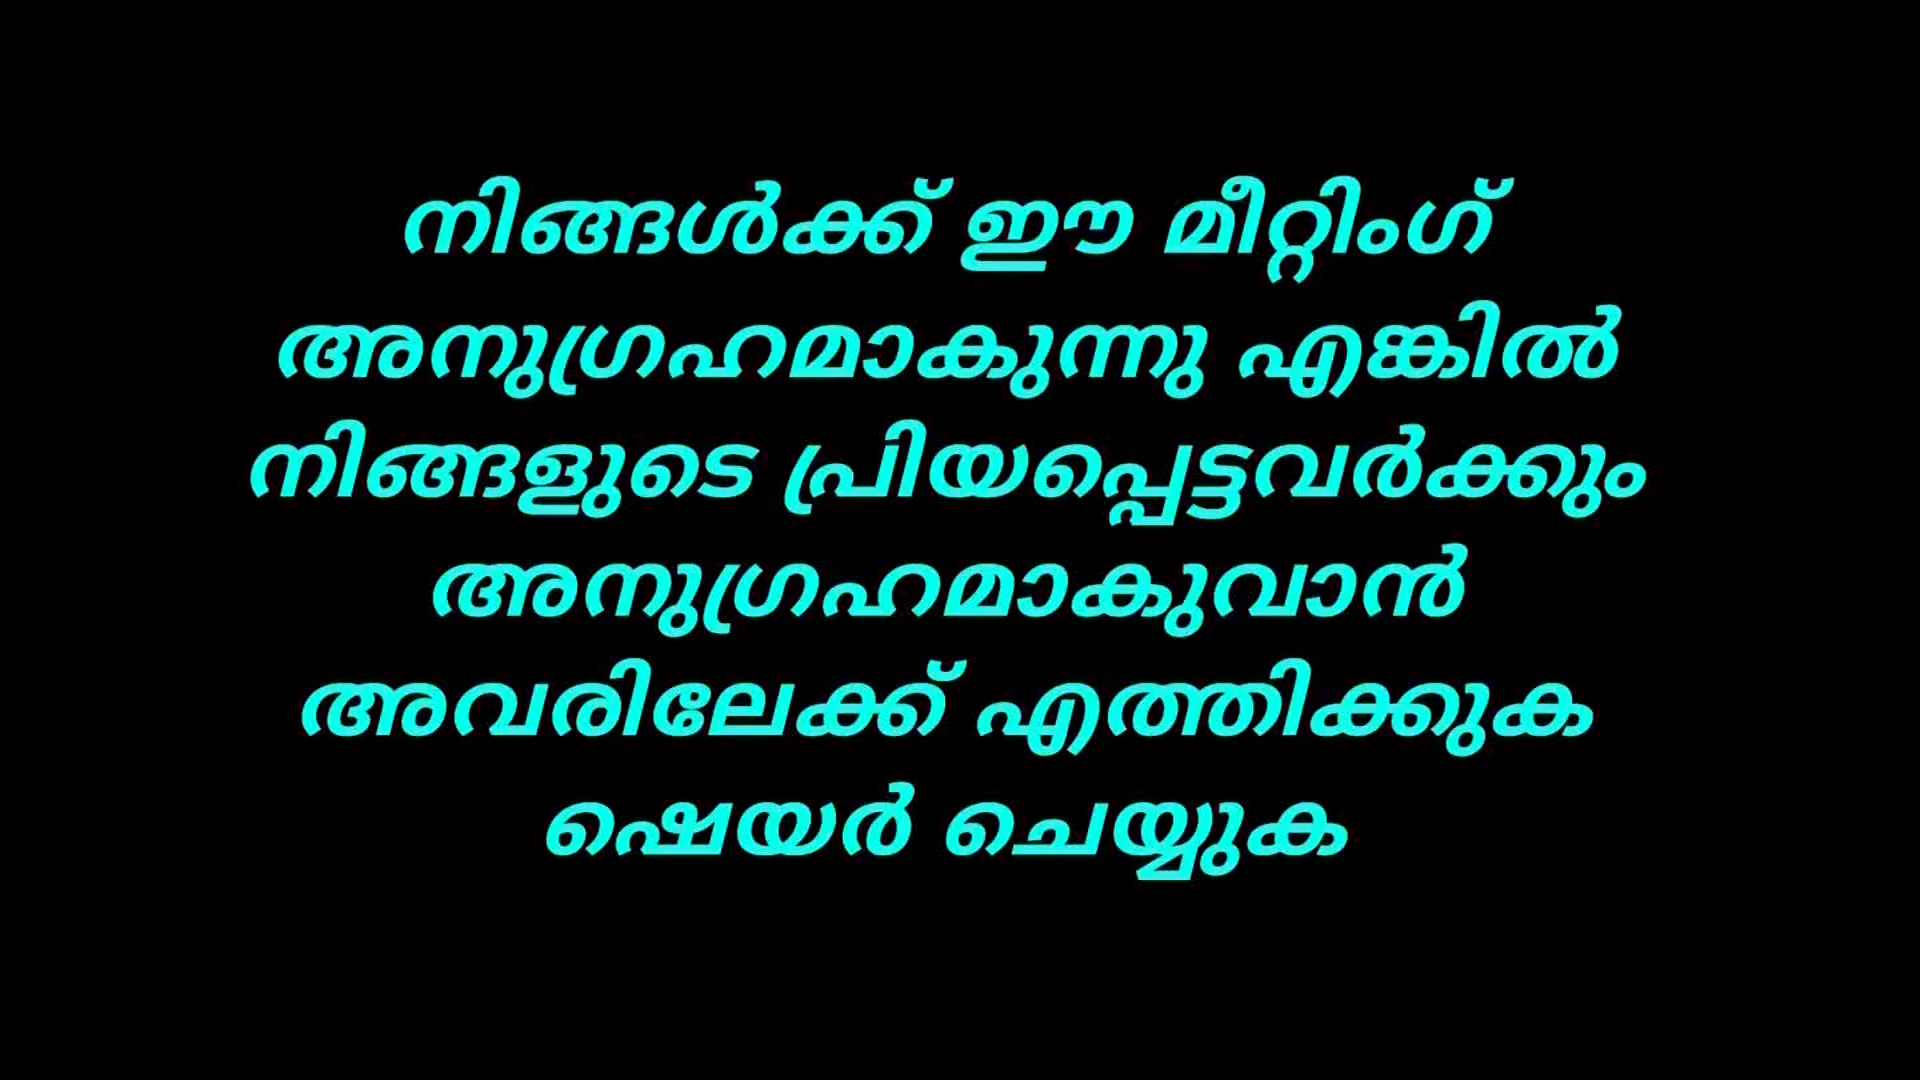 നിങ്ങൾക്ക് ഈ മീറ്റിംഗ്
അനുഗ്രഹമാകുന്നു എങ്കിൽ
നിങ്ങളുടെ പ്രിയപ്പെട്ടവർക്കും
അനുഗ്രഹമാകുവാൻ
അവരിലേക്ക് എത്തിക്കുക
ഷെയർ ചെയ്യുക